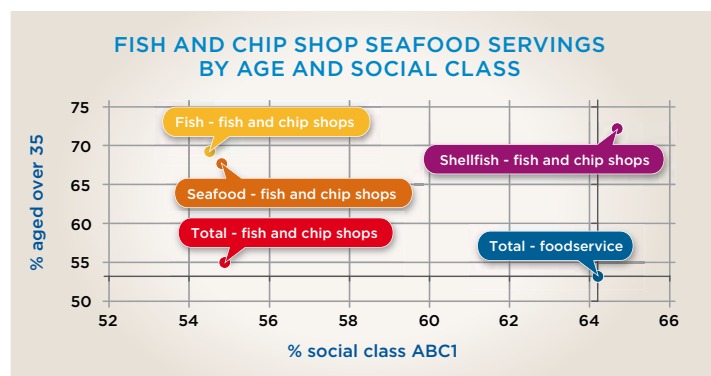 FISH AND CHIP SHOP SEAFOOD SERVINGS
BY AGE AND SOCIAL CLASS
% aged over 35
75
70
65
60
55
50
Fish - fish and chip shops
Shellfish - fish and chip shops
Seafood - fish and chip shops
Total - fish and chip shops
Total - foodservice
52 54 56 58 60 62 64 66
% social class ABC1